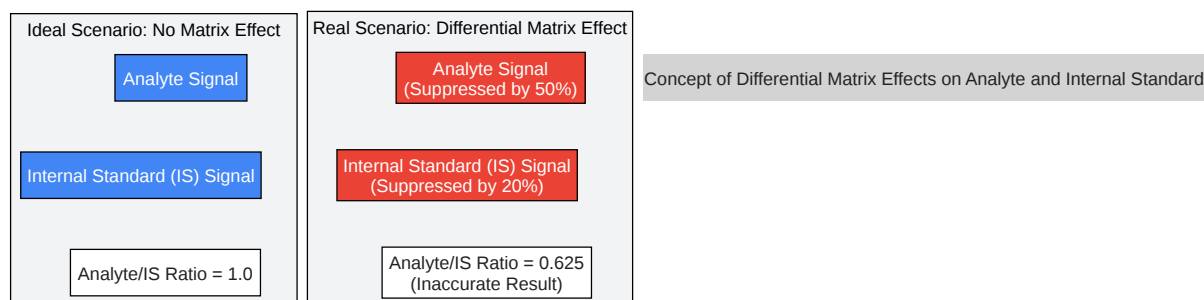 Ideal Scenario: No Matrix Effect
Analyte Signal
Internal Standard (IS) Signal
Analyte/IS Ratio = 1.0
Real Scenario: Differential Matrix Effect
Analyte Signal
(Suppressed by 50%)
Internal Standard (IS) Signal
(Suppressed by 20%)
Analyte/IS Ratio = 0.625
(Inaccurate Result)
Concept of Differential Matrix Effects on Analyte and Internal Standard